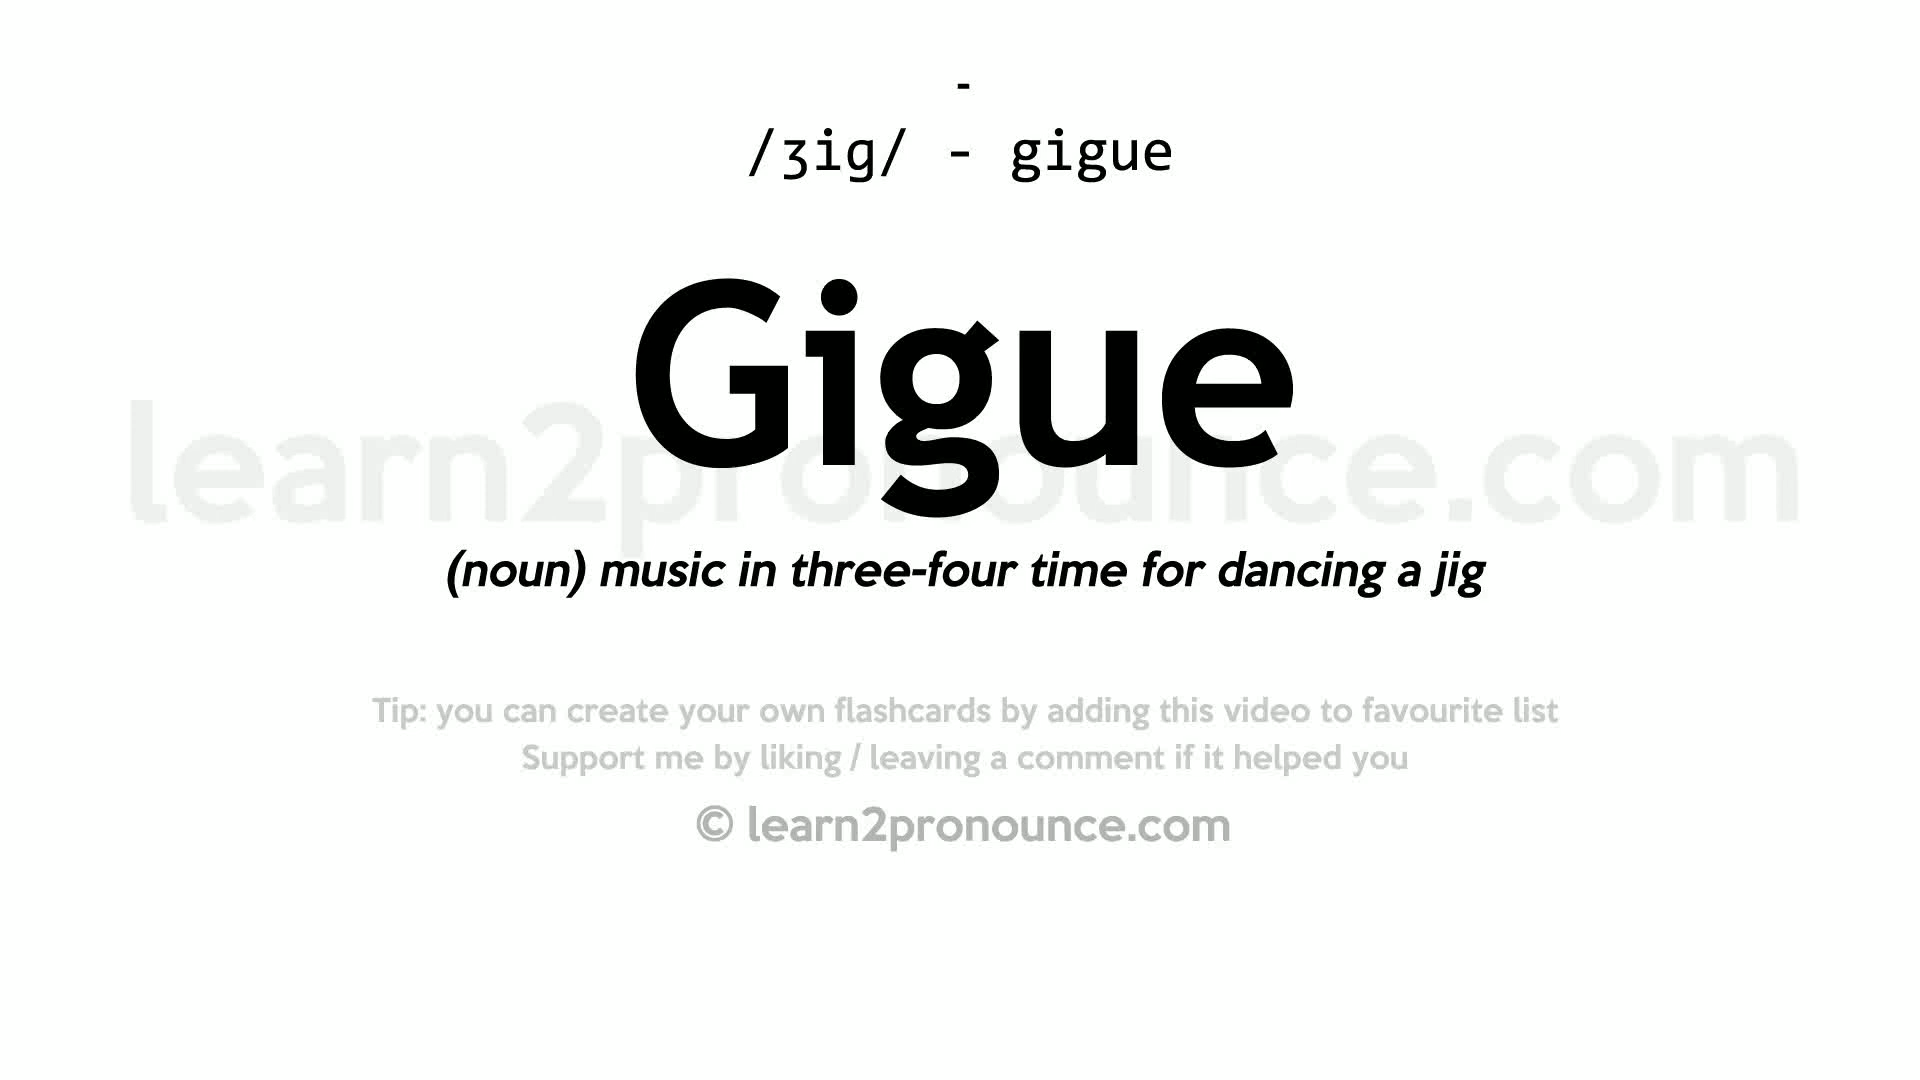 -
/ʒiɡ/ - gigue
Gigue
learn2pronounce.com
(noun) music in three-four time for dancing a jig
Tip: you can create your own flashcards by adding this video to favourite list
Support me by liking / leaving a comment if it helped you
© learn2pronounce.com